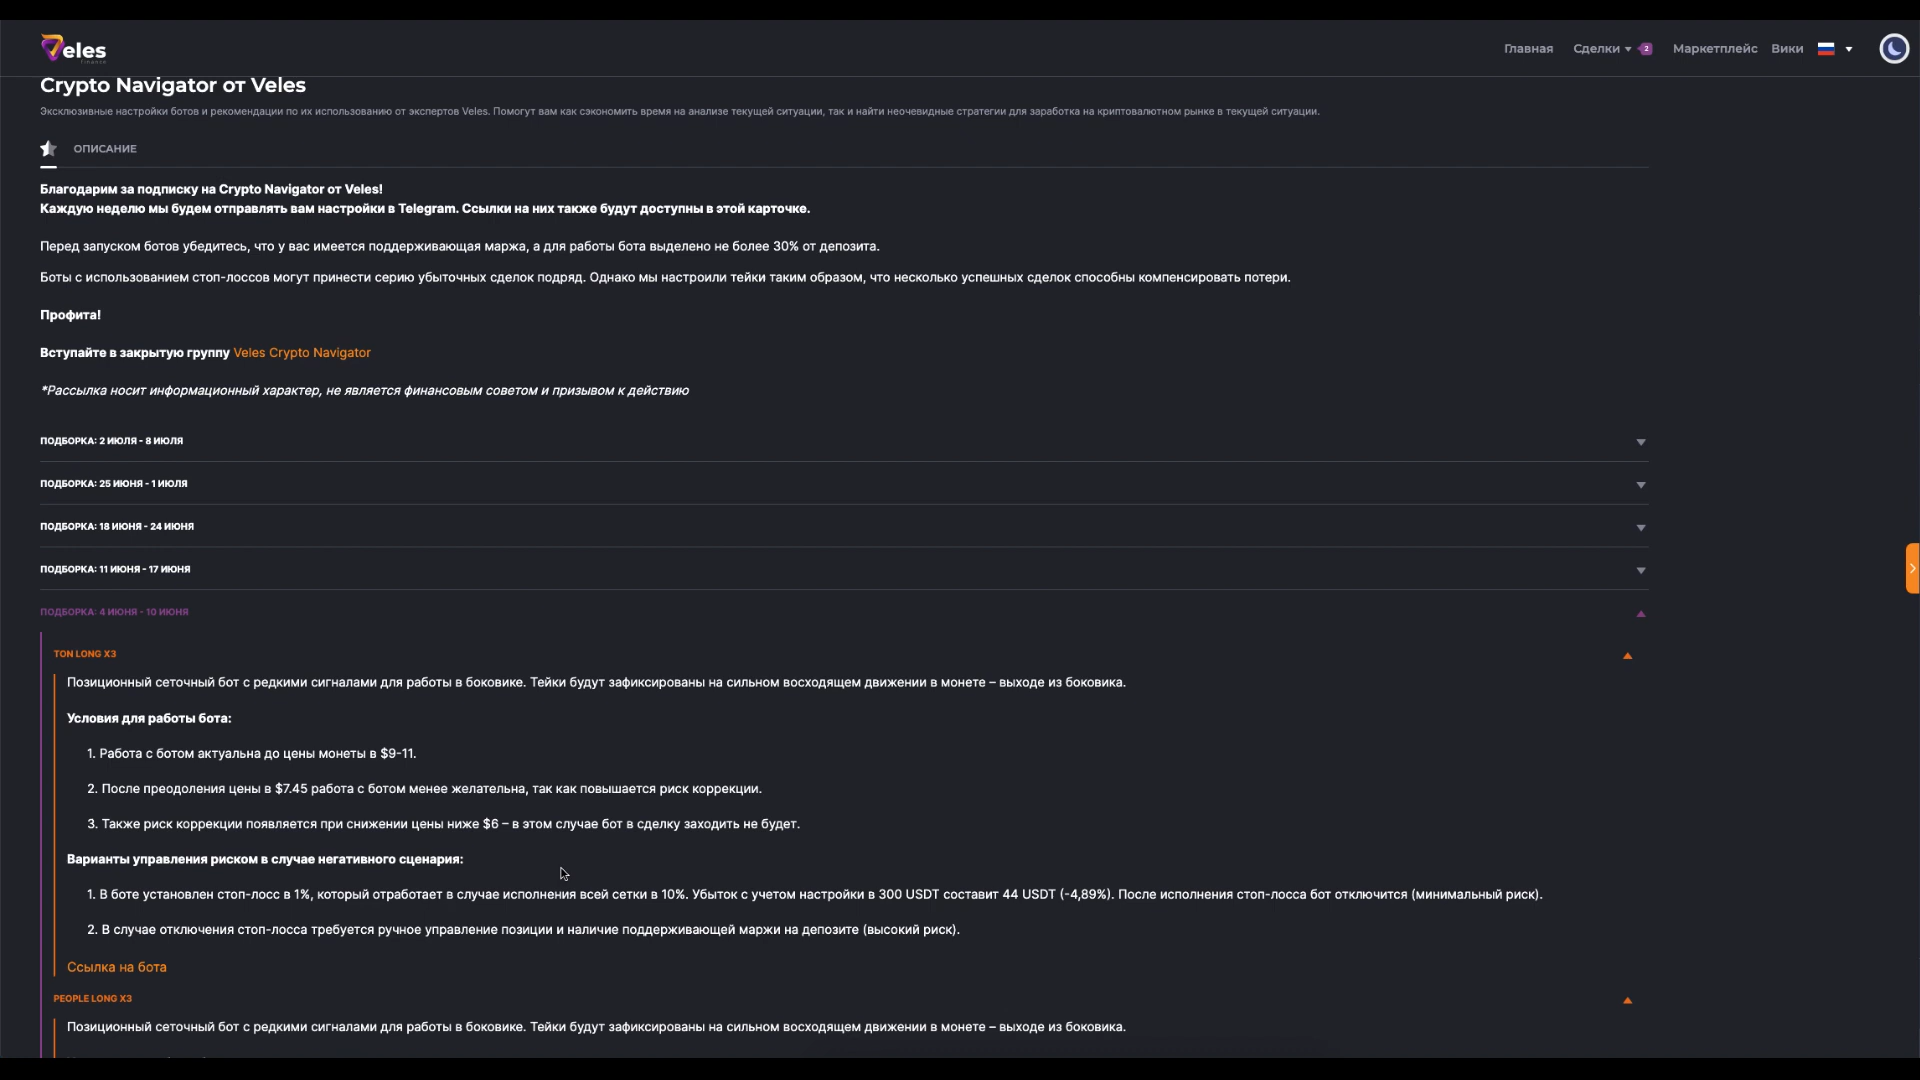 Veles
finance
Главная
Сделки
2
Маркетплейс
Вики
Crypto Navigator от Veles
Эксклюзивные настройки ботов и рекомендации по их использованию от экспертов Veles. Помогут вам как сэкономить время на анализе текущей ситуации, так и найти неочевидные стратегии для заработка на криптовалютном рынке в текущей ситуации.
ОПИСАНИЕ
Благодарим за подписку на Crypto Navigator от Veles!
Каждую неделю мы будем отправлять вам настройки в Telegram. Ссылки на них также будут доступны в этой карточке.
Перед запуском ботов убедитесь, что у вас имеется поддерживающая маржа, а для работы бота выделено не более 30% от депозита.
Боты с использованием стоп-лоссов могут принести серию убыточных сделок подряд. Однако мы настроили тейки таким образом, что несколько успешных сделок способны компенсировать потери.
Профита!
Вступайте в закрытую группу Veles Crypto Navigator
*Рассылка носит информационный характер, не является финансовым советом и призывом к действию
ПОДБОРКА: 2 ИЮЛЯ - 8 ИЮЛЯ
ПОДБОРКА: 25 ИЮНЯ - 1 ИЮЛЯ
ПОДБОРКА: 18 ИЮНЯ - 24 ИЮНЯ
ПОДБОРКА: 11 ИЮНЯ - 17 ИЮНЯ
ПОДБОРКА: 4 ИЮНЯ - 10 ИЮНЯ
TON LONG X3
Позиционный сеточный бот с редкими сигналами для работы в боковике. Тейки будут зафиксированы на сильном восходящем движении в монете – выходе из боковика.
Условия для работы бота:
1. Работа с ботом актуальна до цены монеты в $9-11.
2. После преодоления цены в $7.45 работа с ботом менее желательна, так как повышается риск коррекции.
3. Также риск коррекции появляется при снижении цены ниже $6 – в этом случае бот в сделку заходить не будет.
Варианты управления риском в случае негативного сценария:
1. В боте установлен стоп-лосс в 1%, который отработает в случае исполнения всей сетки в 10%. Убыток с учетом настройки в 300 USDT составит 44 USDT (-4,89%). После исполнения стоп-лосса бот отключится (минимальный риск).
2. В случае отключения стоп-лосса требуется ручное управление позиции и наличие поддерживающей маржи на депозите (высокий риск).
Ссылка на бота
PEOPLE LONG X3
Позиционный сеточный бот с редкими сигналами для работы в боковике. Тейки будут зафиксированы на сильном восходящем движении в монете – выходе из боковика.